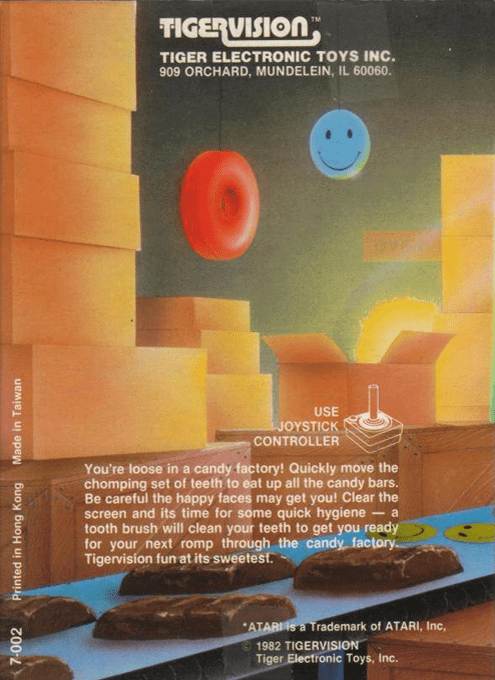 TIGERVISION™
TIGER ELECTRONIC TOYS INC.
909 ORCHARD, MUNDELEIN, IL 60060.
USE
JOYSTICK
CONTROLLER
You're loose in a candy factory! Quickly move the
chomping set of teeth to eat up all the candy bars.
Be careful the happy faces may get you! Clear the
screen and its time for some quick hygiene — a
tooth brush will clean your teeth to get you ready
for your next romp through the candy factory.
Tigervision fun at its sweetest.
*ATARI is a Trademark of ATARI, Inc,
© 1982 TIGERVISION
Tiger Electronic Toys, Inc.
7-002 Printed in Hong Kong Made in Taiwan